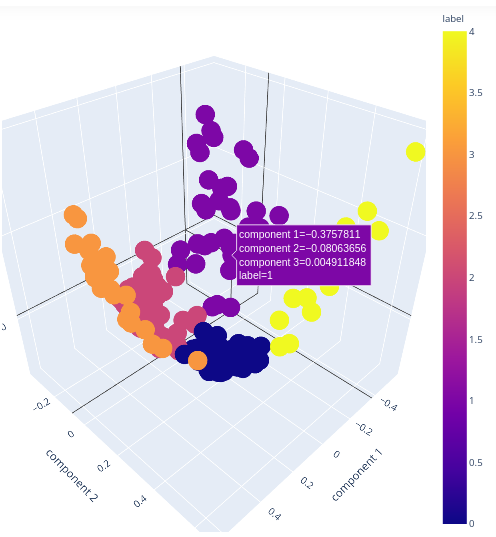 label
4
3.5
3
2.5
2
1.5
1
0.5
0
component 1=−0.3757811
component 2=−0.08063656
component 3=0.004911848
label=1
−0.2
0
0.2
0.4
component 2
−0.4
−0.2
0
0.2
0.4
component 1